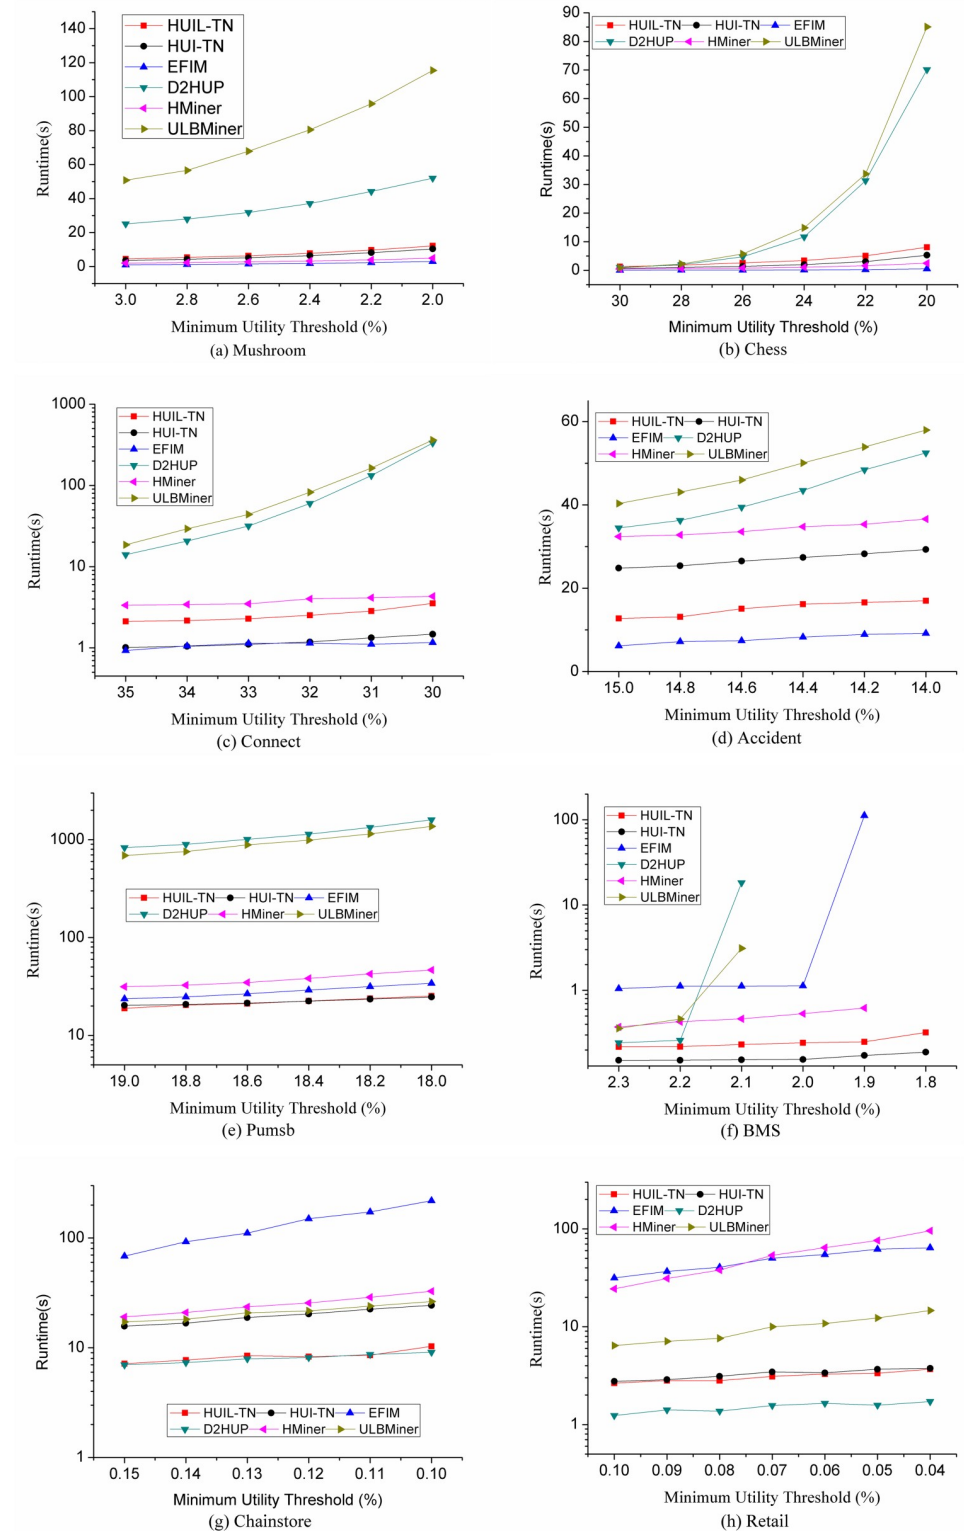 140
120
100
80
60
40
20
0
Runtime(s)
HUIL-TN
HUI-TN
EFIM
D2HUP
HMiner
ULBMiner
3.0 2.8 2.6 2.4 2.2 2.0
Minimum Utility Threshold (%)
(a) Mushroom
90
80
70
60
50
40
30
20
10
0
Runtime(s)
HUIL-TN HUI-TN EFIM
D2HUP HMiner ULBMiner
30 28 26 24 22 20
Minimum Utility Threshold (%)
(b) Chess
1000
100
10
1
Runtime(s)
HUIL-TN
HUI-TN
EFIM
D2HUP
HMiner
ULBMiner
35 34 33 32 31 30
Minimum Utility Threshold (%)
(c) Connect
60
40
20
0
Runtime(s)
HUIL-TN HUI-TN
EFIM D2HUP
HMiner ULBMiner
15.0 14.8 14.6 14.4 14.2 14.0
Minimum Utility Threshold (%)
(d) Accident
1000
100
10
Runtime(s)
HUIL-TN HUI-TN EFIM
D2HUP HMiner ULBMiner
19.0 18.8 18.6 18.4 18.2 18.0
Minimum Utility Threshold (%)
(e) Pumsb
100
10
1
Runtime(s)
HUIL-TN
HUI-TN
EFIM
D2HUP
HMiner
ULBMiner
2.3 2.2 2.1 2.0 1.9 1.8
Minimum Utility Threshold (%)
(f) BMS
100
10
1
Runtime(s)
HUIL-TN HUI-TN EFIM
D2HUP HMiner ULBMiner
0.15 0.14 0.13 0.12 0.11 0.10
Minimum Utility Threshold (%)
(g) Chainstore
100
10
1
Runtime(s)
HUIL-TN HUI-TN
EFIM D2HUP
HMiner ULBMiner
0.10 0.09 0.08 0.07 0.06 0.05 0.04
Minimum Utility Threshold (%)
(h) Retail